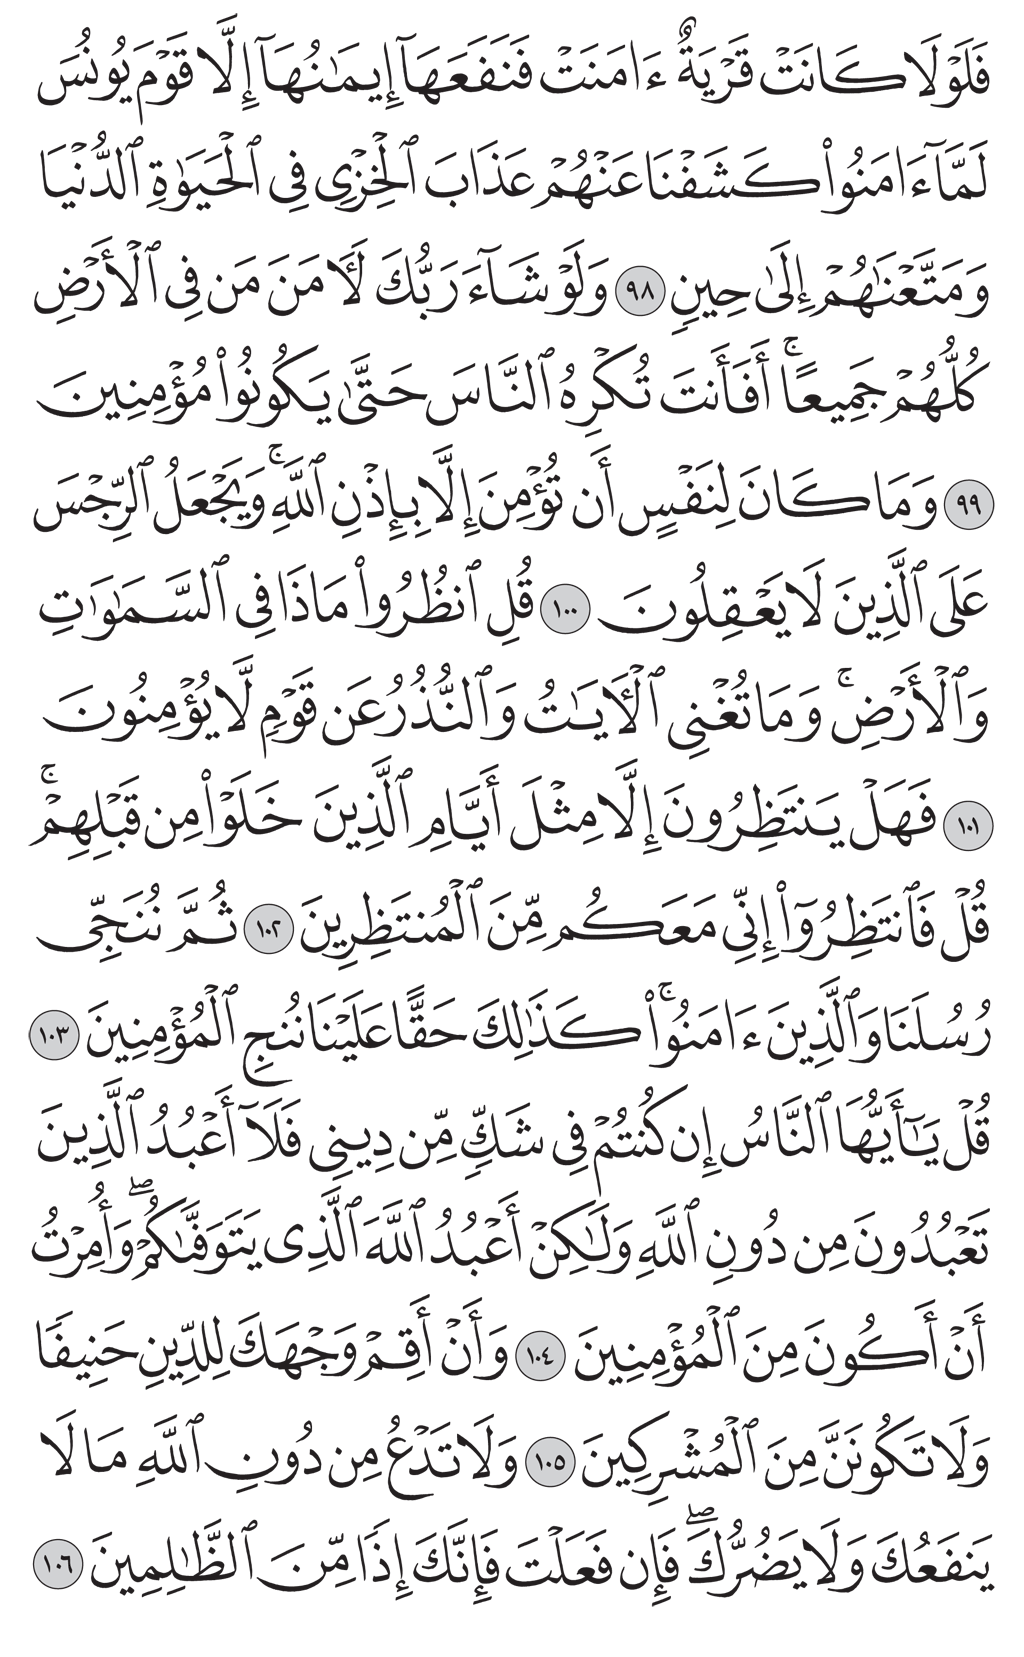 فَلَوْلَا كَانَتْ قَرْيَةٌ ءَامَنَتْ فَنَفَعَهَآ إِيمَٰنُهَآ إِلَّا قَوْمَ يُونُسَ
لَمَّآ ءَامَنُوا۟ كَشَفْنَا عَنْهُمْ عَذَابَ ٱلْخِزْىِ فِى ٱلْحَيَوٰةِ ٱلدُّنْيَا
وَمَتَّعْنَٰهُمْ إِلَىٰ حِينٍ ٩٨ وَلَوْ شَآءَ رَبُّكَ لَـَٔامَنَ مَن فِى ٱلْأَرْضِ
كُلُّهُمْ جَمِيعًا ۚ أَفَأَنتَ تُكْرِهُ ٱلنَّاسَ حَتَّىٰ يَكُونُوا۟ مُؤْمِنِينَ
٩٩ وَمَا كَانَ لِنَفْسٍ أَن تُؤْمِنَ إِلَّا بِإِذْنِ ٱللَّهِ ۚ وَيَجْعَلُ ٱلرِّجْسَ
عَلَى ٱلَّذِينَ لَا يَعْقِلُونَ ١٠٠ قُلِ ٱنظُرُوا۟ مَاذَا فِى ٱلسَّمَٰوَٰتِ
وَٱلْأَرْضِ ۚ وَمَا تُغْنِى ٱلْـَٔايَٰتُ وَٱلنُّذُرُ عَن قَوْمٍ لَّا يُؤْمِنُونَ
١٠١ فَهَلْ يَنتَظِرُونَ إِلَّا مِثْلَ أَيَّامِ ٱلَّذِينَ خَلَوْا۟ مِن قَبْلِهِمْ ۚ
قُلْ فَٱنتَظِرُوٓا۟ إِنِّى مَعَكُم مِّنَ ٱلْمُنتَظِرِينَ ١٠٢ ثُمَّ نُنَجِّى
رُسُلَنَا وَٱلَّذِينَ ءَامَنُوا۟ ۚ كَذَٰلِكَ حَقًّا عَلَيْنَا نُنجِ ٱلْمُؤْمِنِينَ ١٠٣
قُلْ يَٰٓأَيُّهَا ٱلنَّاسُ إِن كُنتُمْ فِى شَكٍّ مِّن دِينِى فَلَآ أَعْبُدُ ٱلَّذِينَ
تَعْبُدُونَ مِن دُونِ ٱللَّهِ وَلَٰكِنْ أَعْبُدُ ٱللَّهَ ٱلَّذِى يَتَوَفَّىٰكُمْ ۖ وَأُمِرْتُ
أَنْ أَكُونَ مِنَ ٱلْمُؤْمِنِينَ ١٠٤ وَأَنْ أَقِمْ وَجْهَكَ لِلدِّينِ حَنِيفًا
وَلَا تَكُونَنَّ مِنَ ٱلْمُشْرِكِينَ ١٠٥ وَلَا تَدْعُ مِن دُونِ ٱللَّهِ مَا لَا
يَنفَعُكَ وَلَا يَضُرُّكَ ۖ فَإِن فَعَلْتَ فَإِنَّكَ إِذًا مِّنَ ٱلظَّٰلِمِينَ ١٠٦